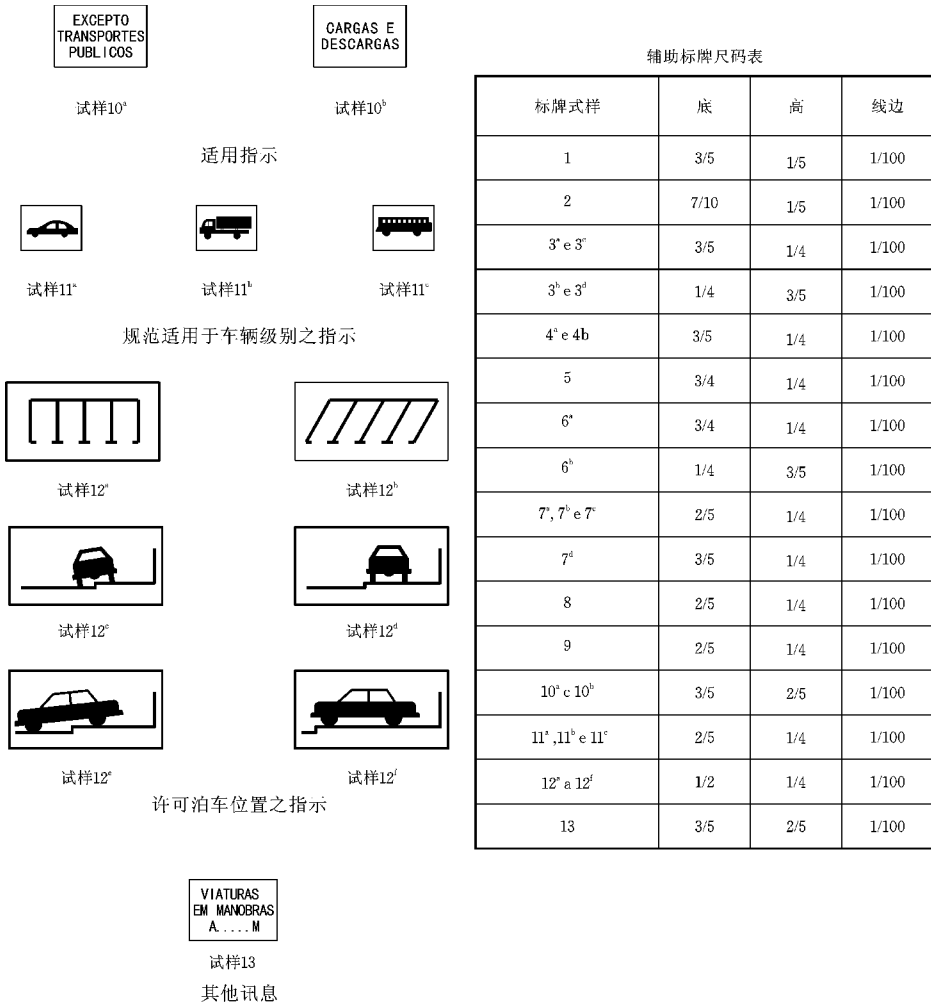 EXCEPTO
TRANSPORTES
PUBLICOS
CARGAS E
DESCARGAS
试样10ᵃ
试样10ᵇ
适用指示
试样11ᵃ
试样11ᵇ
试样11ᶜ
规范适用于车辆级别之指示
试样12ᵃ
试样12ᵇ
试样12ᶜ
试样12ᵈ
试样12ᵉ
试样12ᶠ
许可泊车位置之指示
VIATURAS
EM MANOBRAS
A.....M
试样13
其他讯息
辅助标牌尺码表
标牌式样 底 高 线边
1 3/5 1/5 1/100
2 7/10 1/5 1/100
3ᵃ e 3ᶜ 3/5 1/4 1/100
3ᵇ e 3ᵈ 1/4 3/5 1/100
4ᵃ e 4b 3/5 1/4 1/100
5 3/4 1/4 1/100
6ᵃ 3/4 1/4 1/100
6ᵇ 1/4 3/5 1/100
7ᵃ, 7ᵇ e 7ᶜ 2/5 1/4 1/100
7ᵈ 3/5 1/4 1/100
8 2/5 1/4 1/100
9 2/5 1/4 1/100
10ᵃ c 10ᵇ 3/5 2/5 1/100
11ᵃ ,11ᵇ e 11ᶜ 2/5 1/4 1/100
12ᵃ a 12ᶠ 1/2 1/4 1/100
13 3/5 2/5 1/100